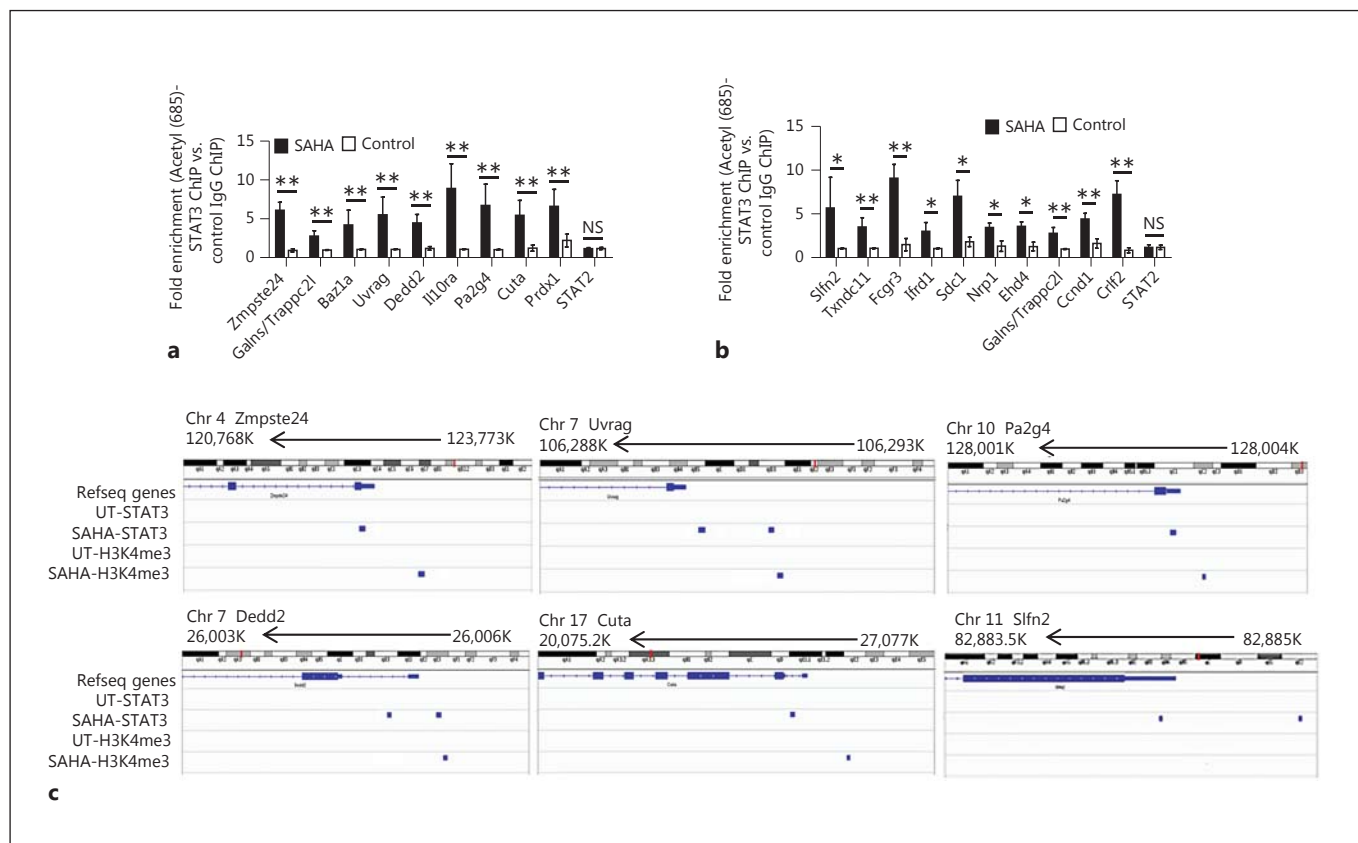 Fold enrichment (Acetyl (685)-
STAT3 ChIP vs.
control IgG ChIP)
15
10
5
0
SAHA
Control
**
**
**
**
**
**
**
**
**
NS
Zmpste24
Galns/Trappc2l
Baz1a
Uvrag
Dedd2
Il10ra
Pa2g4
Cuta
Prdx1
STAT2
a
Fold enrichment (Acetyl (685)-
STAT3 ChIP vs.
control IgG ChIP)
15
10
5
0
SAHA
Control
*
**
**
*
*
*
*
**
**
**
NS
Slfn2
Txndc11
Fcgr3
Ifrd1
Sdc1
Nrp1
Ehd4
Galns/Trappc2l
Ccnd1
Crlf2
STAT2
b
Chr 4 Zmpste24
120,768K
123,773K
Chr 7 Uvrag
106,288K
106,293K
Chr 10 Pa2g4
128,001K
128,004K
Refseq genes
UT-STAT3
SAHA-STAT3
UT-H3K4me3
SAHA-H3K4me3
Zmpste24
Uvrag
Pa2g4
Chr 7 Dedd2
26,003K
26,006K
Chr 17 Cuta
20,075.2K
27,077K
Chr 11 Slfn2
82,883.5K
82,885K
Refseq genes
UT-STAT3
SAHA-STAT3
UT-H3K4me3
SAHA-H3K4me3
Dedd2
Cuta
c